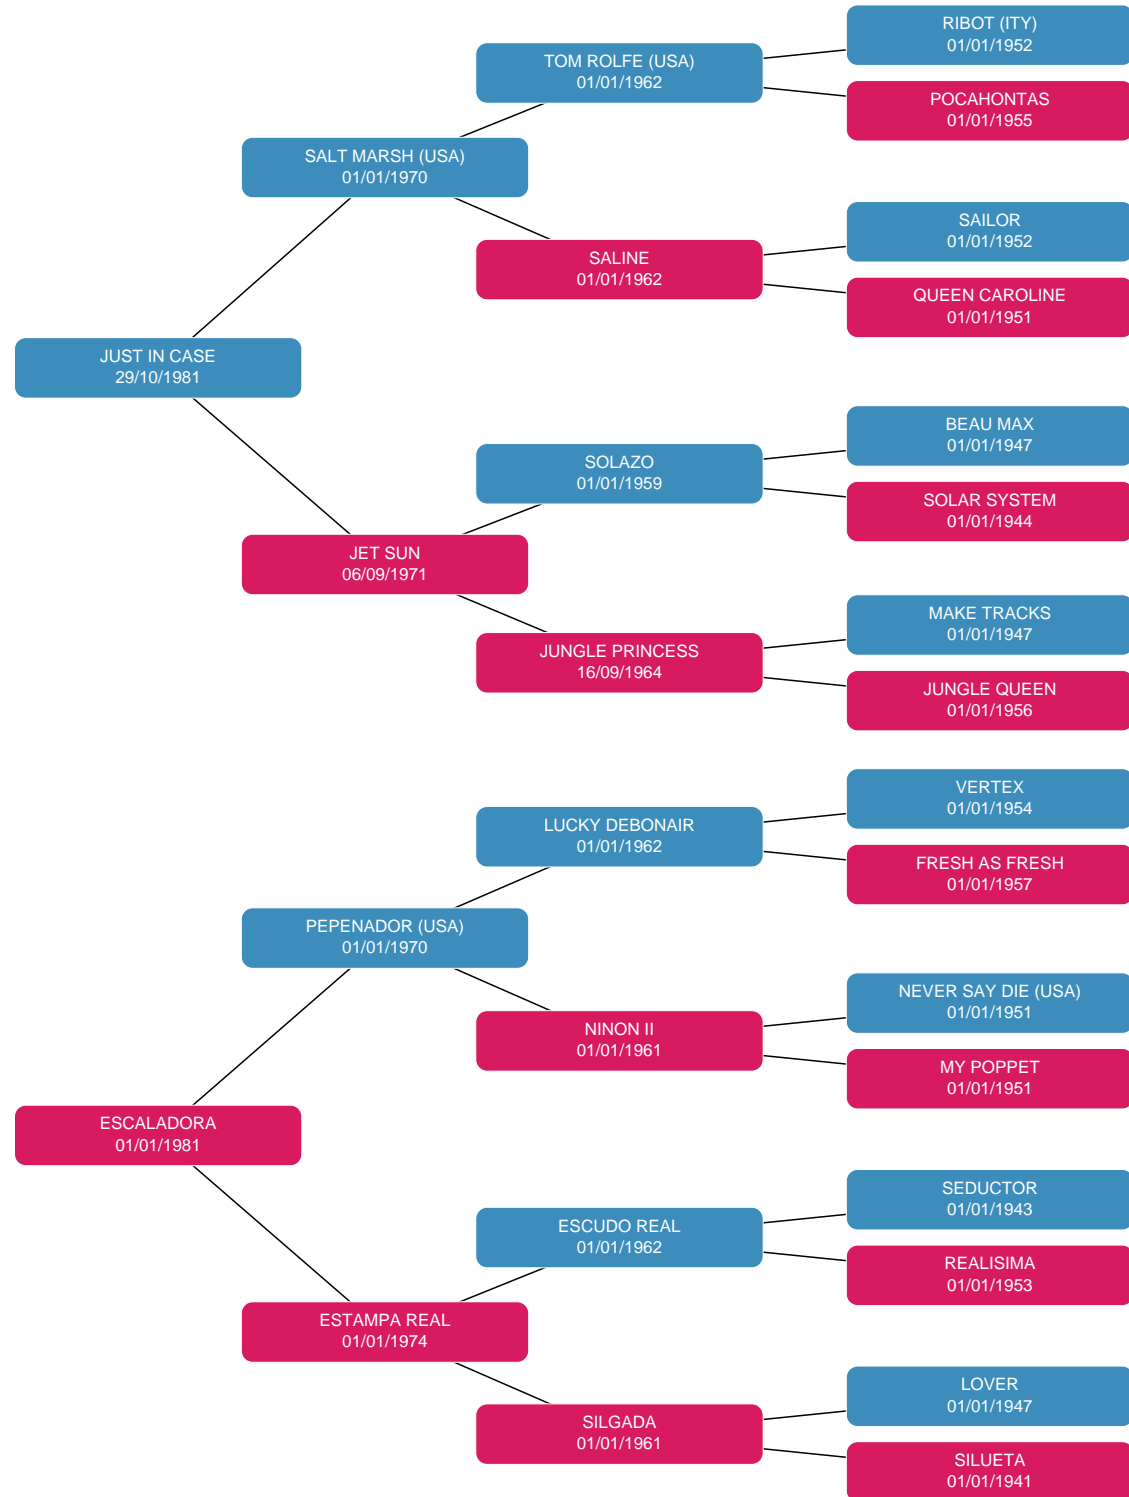 RIBOT (ITY)
01/01/1952
TOM ROLFE (USA)
01/01/1962
POCAHONTAS
01/01/1955
SALT MARSH (USA)
01/01/1970
SAILOR
01/01/1952
SALINE
01/01/1962
QUEEN CAROLINE
01/01/1951
JUST IN CASE
29/10/1981
BEAU MAX
01/01/1947
SOLAZO
01/01/1959
SOLAR SYSTEM
01/01/1944
JET SUN
06/09/1971
MAKE TRACKS
01/01/1947
JUNGLE PRINCESS
16/09/1964
JUNGLE QUEEN
01/01/1956
VERTEX
01/01/1954
LUCKY DEBONAIR
01/01/1962
FRESH AS FRESH
01/01/1957
PEPENADOR (USA)
01/01/1970
NEVER SAY DIE (USA)
01/01/1951
NINON II
01/01/1961
MY POPPET
01/01/1951
ESCALADORA
01/01/1981
SEDUCTOR
01/01/1943
ESCUDO REAL
01/01/1962
REALISIMA
01/01/1953
ESTAMPA REAL
01/01/1974
LOVER
01/01/1947
SILGADA
01/01/1961
SILUETA
01/01/1941